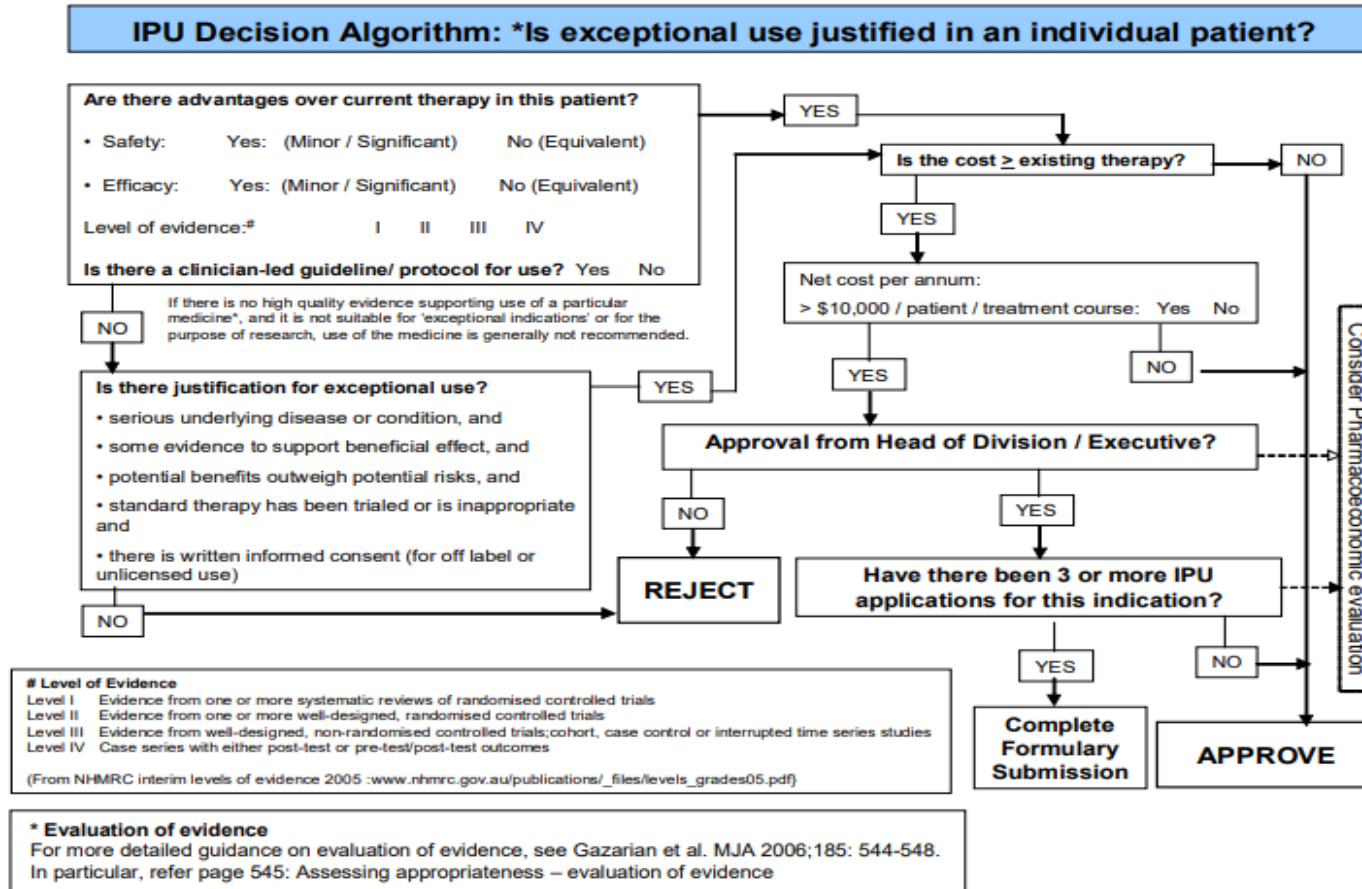 IPU Decision Algorithm: *Is exceptional use justified in an individual patient?
Are there advantages over current therapy in this patient?
• Safety: Yes: (Minor / Significant) No (Equivalent)
• Efficacy: Yes: (Minor / Significant) No (Equivalent)
Level of evidence:# I II III IV
Is there a clinician-led guideline/ protocol for use? Yes No
YES
Is the cost ≥ existing therapy?
NO
YES
Net cost per annum:
> $10,000 / patient / treatment course: Yes No
NO
If there is no high quality evidence supporting use of a particular
medicine*, and it is not suitable for 'exceptional indications' or for the
purpose of research, use of the medicine is generally not recommended.
Is there justification for exceptional use?
• serious underlying disease or condition, and
• some evidence to support beneficial effect, and
• potential benefits outweigh potential risks, and
• standard therapy has been trialed or is inappropriate
and
• there is written informed consent (for off label or
unlicensed use)
YES
NO
YES
NO
Approval from Head of Division / Executive?
NO
YES
REJECT
Have there been 3 or more IPU
applications for this indication?
YES
NO
Complete
Formulary
Submission
APPROVE
Consider Pharmacoeconomic evaluation
# Level of Evidence
Level I Evidence from one or more systematic reviews of randomised controlled trials
Level II Evidence from one or more well-designed, randomised controlled trials
Level III Evidence from well-designed, non-randomised controlled trials;cohort, case control or interrupted time series studies
Level IV Case series with either post-test or pre-test/post-test outcomes
(From NHMRC interim levels of evidence 2005 :www.nhmrc.gov.au/publications/_files/levels_grades05.pdf)
* Evaluation of evidence
For more detailed guidance on evaluation of evidence, see Gazarian et al. MJA 2006;185: 544-548.
In particular, refer page 545: Assessing appropriateness – evaluation of evidence